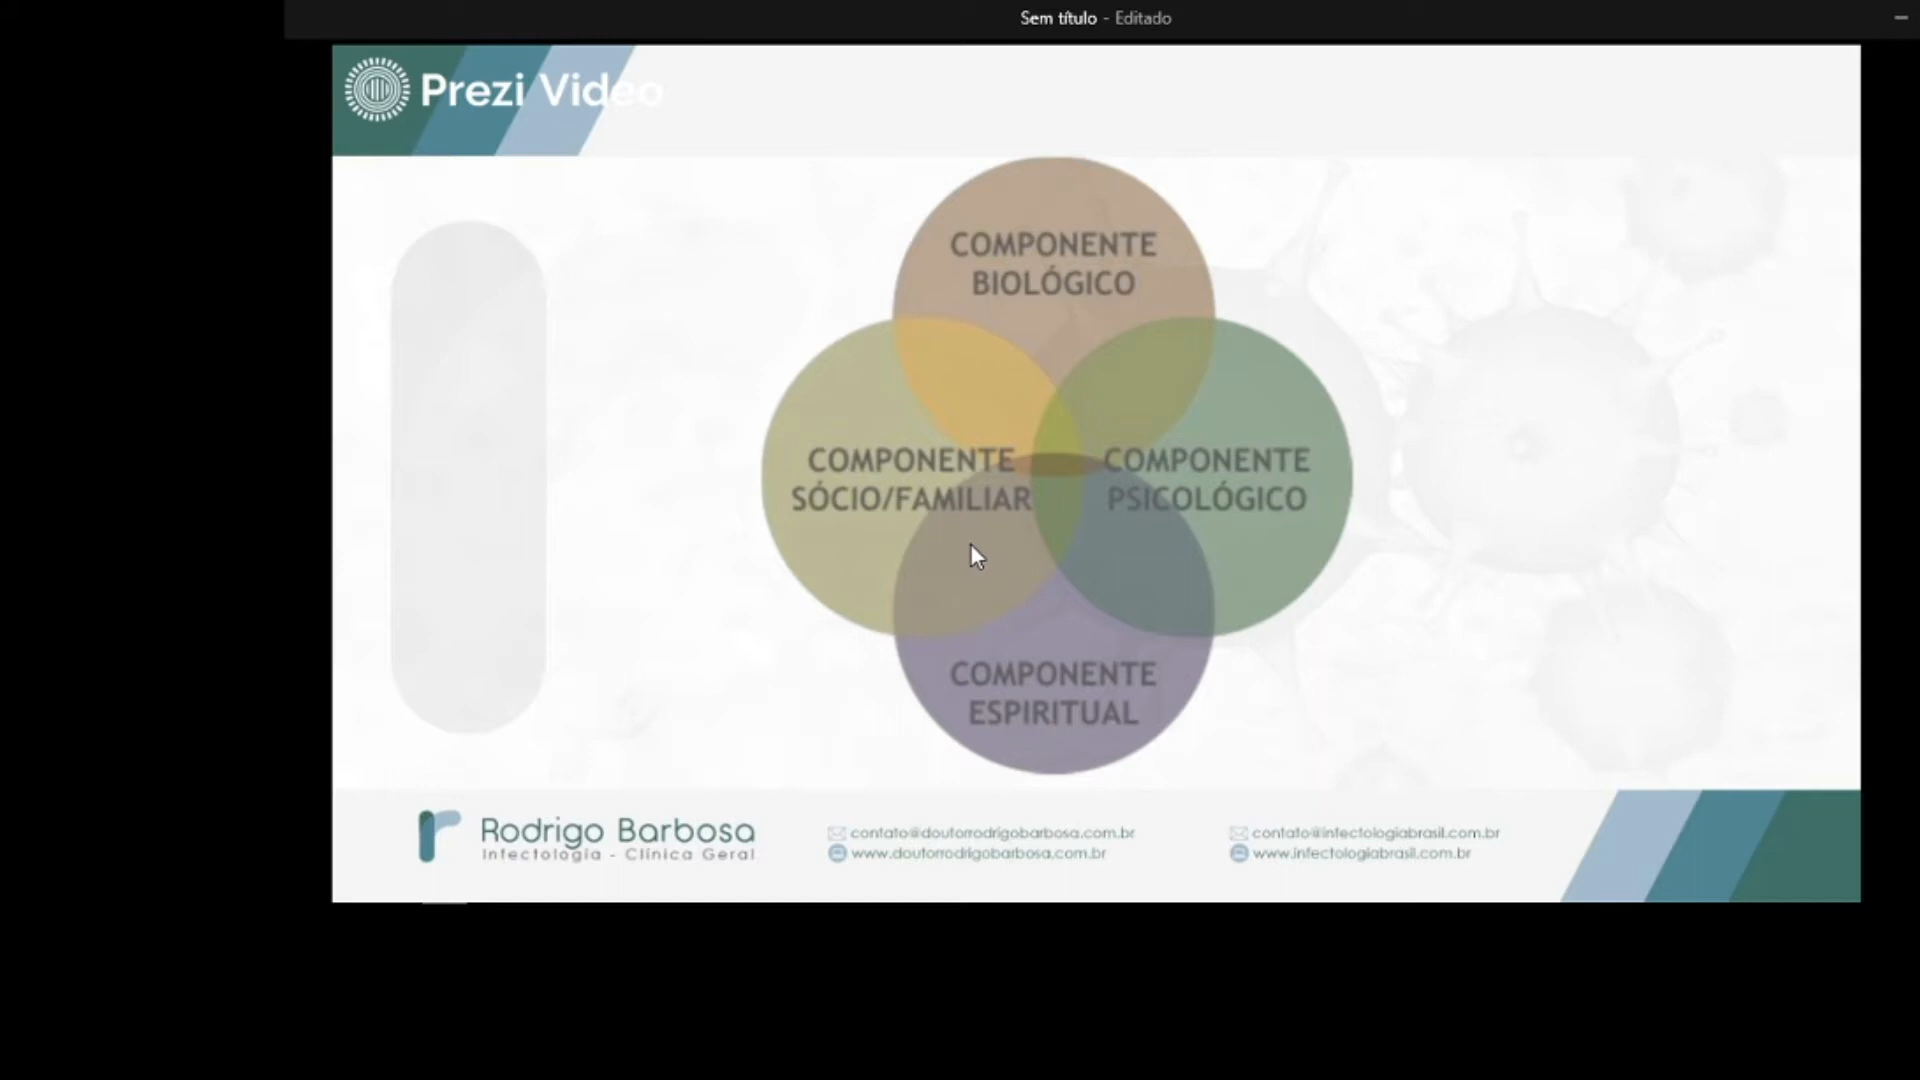 Sem título - Editado
Prezi Video
COMPONENTE
BIOLÓGICO
COMPONENTE
SÓCIO/FAMILIAR
COMPONENTE
PSICOLÓGICO
COMPONENTE
ESPIRITUAL
Rodrigo Barbosa
Infectologia - Clínica Geral
contato@doutorrodrigobarbosa.com.br
www.doutorrodrigobarbosa.com.br
contato@infectologiabrasil.com.br
www.infectologiabrasil.com.br